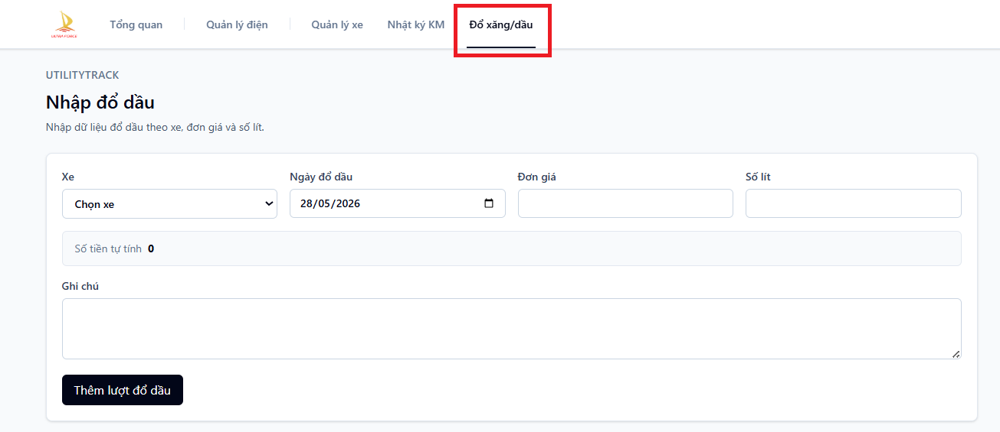 ULTRA FORCE
Tổng quan Quản lý điện Quản lý xe Nhật ký KM Đổ xăng/dầu
UTILITYTRACK
Nhập đổ dầu
Nhập dữ liệu đổ dầu theo xe, đơn giá và số lít.
Xe Ngày đổ dầu Đơn giá Số lít
Chọn xe 28/05/2026
Số tiền tự tính 0
Ghi chú
Thêm lượt đổ dầu